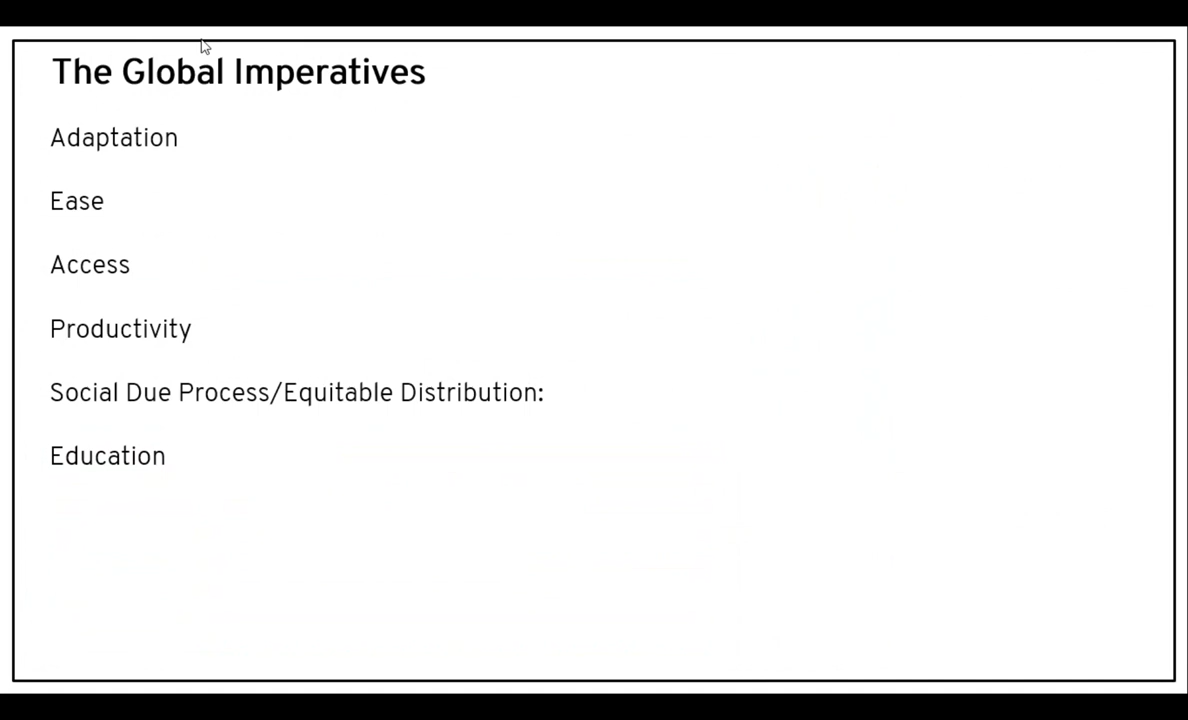 The Global Imperatives
Adaptation
Ease
Access
Productivity
Social Due Process/Equitable Distribution:
Education